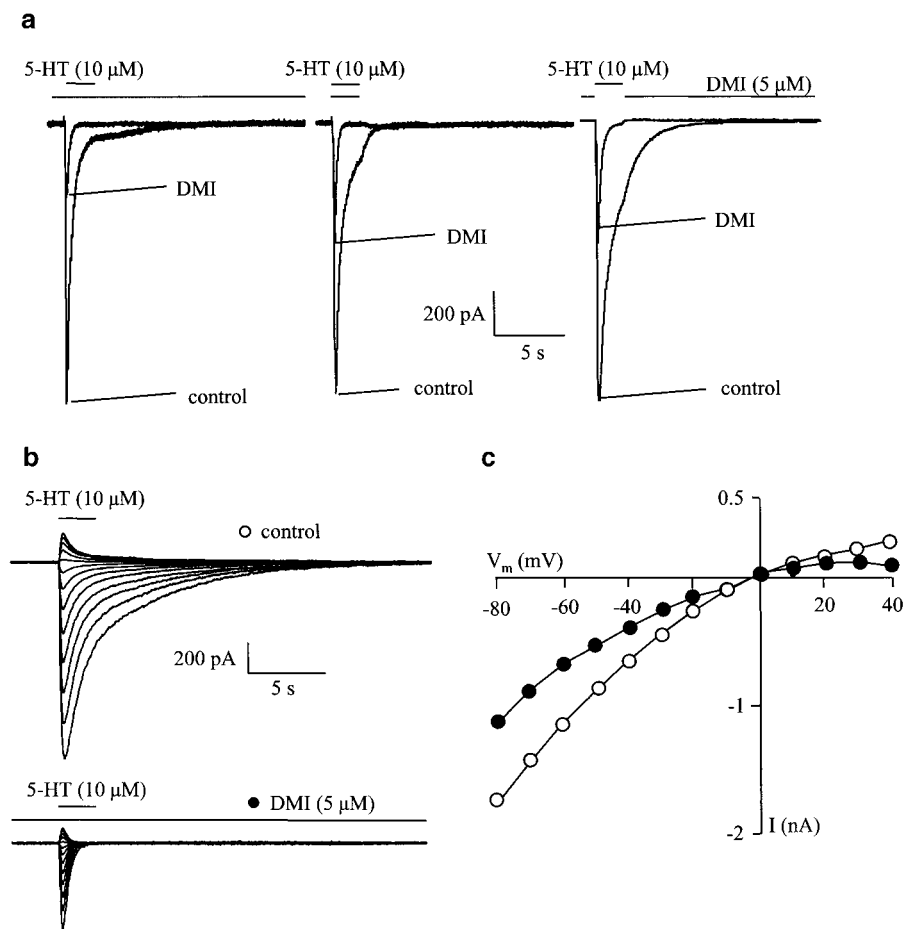 a
5-HT (10 µM)
5-HT (10 µM)
5-HT (10 µM)
DMI (5 µM)
DMI
DMI
DMI
200 pA
5 s
control
control
control
b
5-HT (10 µM)
control
200 pA
5 s
5-HT (10 µM)
DMI (5 µM)
c
0.5
Vm (mV)
-80
-60
-40
20
40
-1
-2
I (nA)